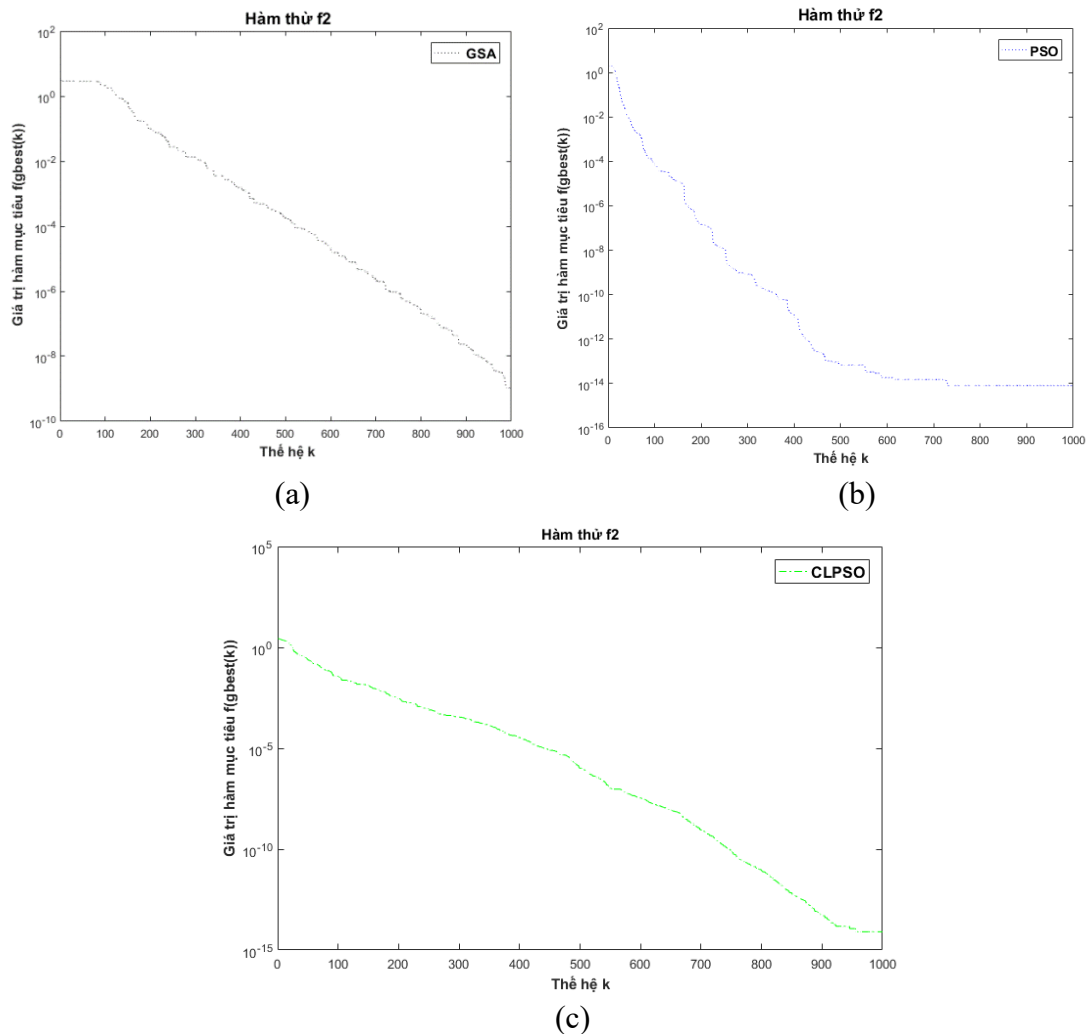 Hàm thử f2
GSA
Giá trị hàm mục tiêu f(gbest(k))
10^2
10^0
10^-2
10^-4
10^-6
10^-8
10^-10
0 100 200 300 400 500 600 700 800 900 1000
Thế hệ k
(a)
Hàm thử f2
PSO
Giá trị hàm mục tiêu f(gbest(k))
10^2
10^0
10^-2
10^-4
10^-6
10^-8
10^-10
10^-12
10^-14
10^-16
0 100 200 300 400 500 600 700 800 900 1000
Thế hệ k
(b)
Hàm thử f2
CLPSO
Giá trị hàm mục tiêu f(gbest(k))
10^5
10^0
10^-5
10^-10
10^-15
0 100 200 300 400 500 600 700 800 900 1000
Thế hệ k
(c)